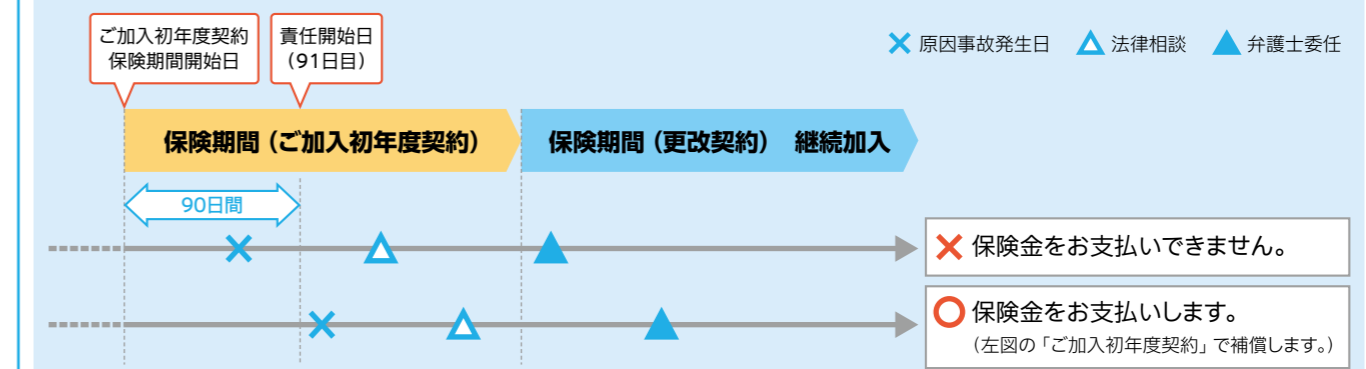 ご加入初年度契約
保険期間開始日
責任開始日
（91日目）
原因事故発生日
法律相談
弁護士委任
保険期間（ご加入初年度契約）
保険期間（更改契約） 継続加入
90日間
保険金をお支払いできません。
保険金をお支払いします。
（左図の「ご加入初年度契約」で補償します。）